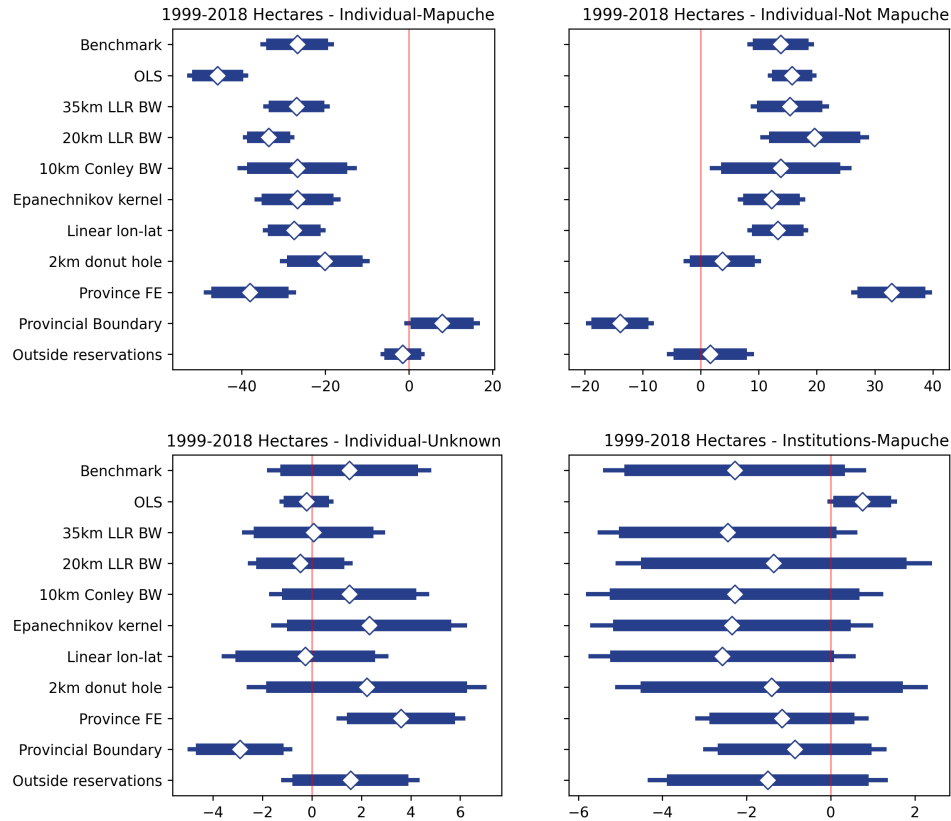 1999-2018 Hectares - Individual-Mapuche
Benchmark
OLS
35km LLR BW
20km LLR BW
10km Conley BW
Epanechnikov kernel
Linear lon-lat
2km donut hole
Province FE
Provincial Boundary
Outside reservations
−40 −20 0 20
1999-2018 Hectares - Individual-Not Mapuche
−20 −10 0 10 20 30 40
1999-2018 Hectares - Individual-Unknown
Benchmark
OLS
35km LLR BW
20km LLR BW
10km Conley BW
Epanechnikov kernel
Linear lon-lat
2km donut hole
Province FE
Provincial Boundary
Outside reservations
−4 −2 0 2 4 6
1999-2018 Hectares - Institutions-Mapuche
−6 −4 −2 0 2